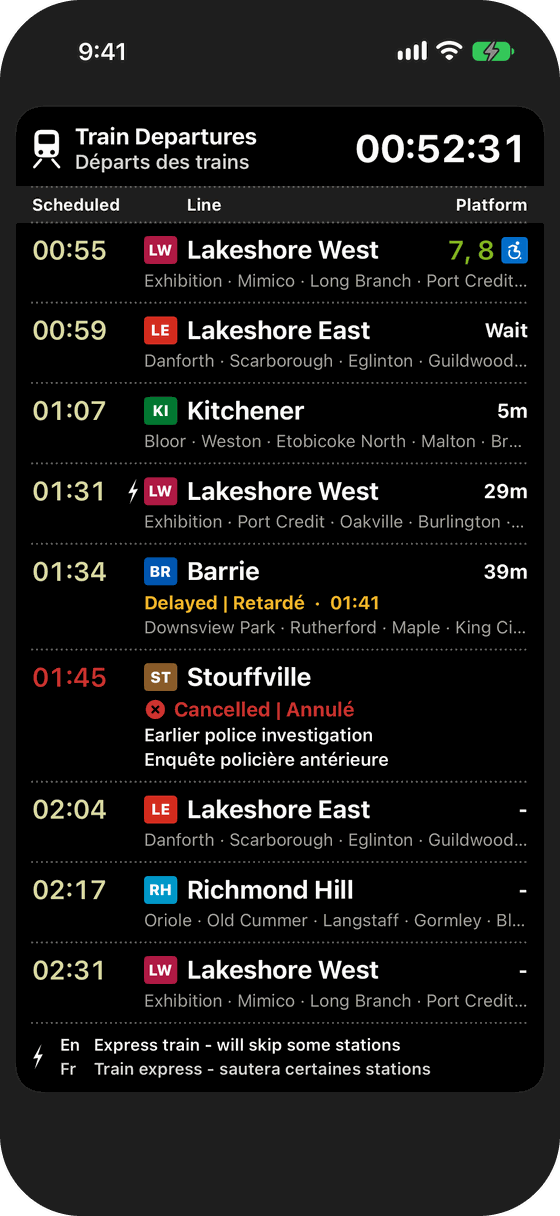 9:41
Train Departures
Départs des trains
00:52:31
Scheduled Line Platform
00:55 LW Lakeshore West 7, 8
Exhibition · Mimico · Long Branch · Port Credit...
00:59 LE Lakeshore East Wait
Danforth · Scarborough · Eglinton · Guildwood...
01:07 KI Kitchener 5m
Bloor · Weston · Etobicoke North · Malton · Br...
01:31 LW Lakeshore West 29m
Exhibition · Port Credit · Oakville · Burlington ·...
01:34 BR Barrie 39m
Delayed | Retardé · 01:41
Downsview Park · Rutherford · Maple · King Ci...
01:45 ST Stouffville
Cancelled | Annulé
Earlier police investigation
Enquête policière antérieure
02:04 LE Lakeshore East -
Danforth · Scarborough · Eglinton · Guildwood...
02:17 RH Richmond Hill -
Oriole · Old Cummer · Langstaff · Gormley · Bl...
02:31 LW Lakeshore West -
Exhibition · Mimico · Long Branch · Port Credit...
En Express train - will skip some stations
Fr Train express - sautera certaines stations